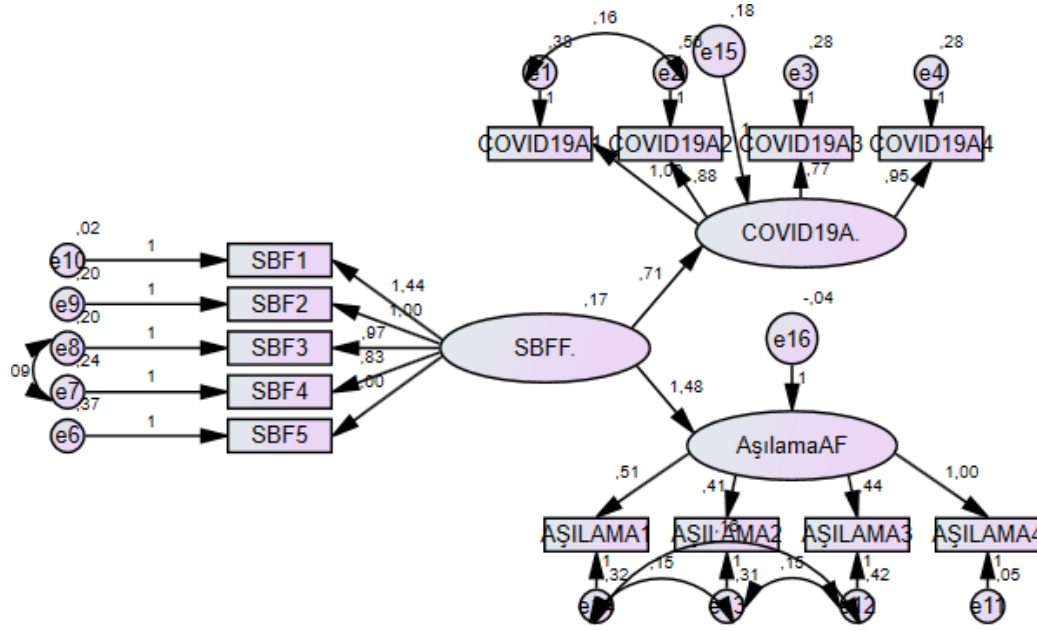 ,18
,16
,38
,56
,28
,28
e1
e2
e15
e3
e4
1
1
1
1
1
COVID19A1
COVID19A2
COVID19A3
COVID19A4
,88
,77
,95
COVID19A.
,71
,02
e10
1
SBF1
,20
e9
1
SBF2
,20
e8
1
SBF3
,24
e7
1
SBF4
,37
e6
1
SBF5
09
1,44
1,00
,97
,83
,00
,17
SBFF.
-,04
e16
1
1,48
AşılamaAF
,51
,41
,44
1,00
AŞILAMA1
AŞILAMA2
AŞILAMA3
AŞILAMA4
1
1
1
1
,32
,15
,31
,15
,42
,05
e12
e11